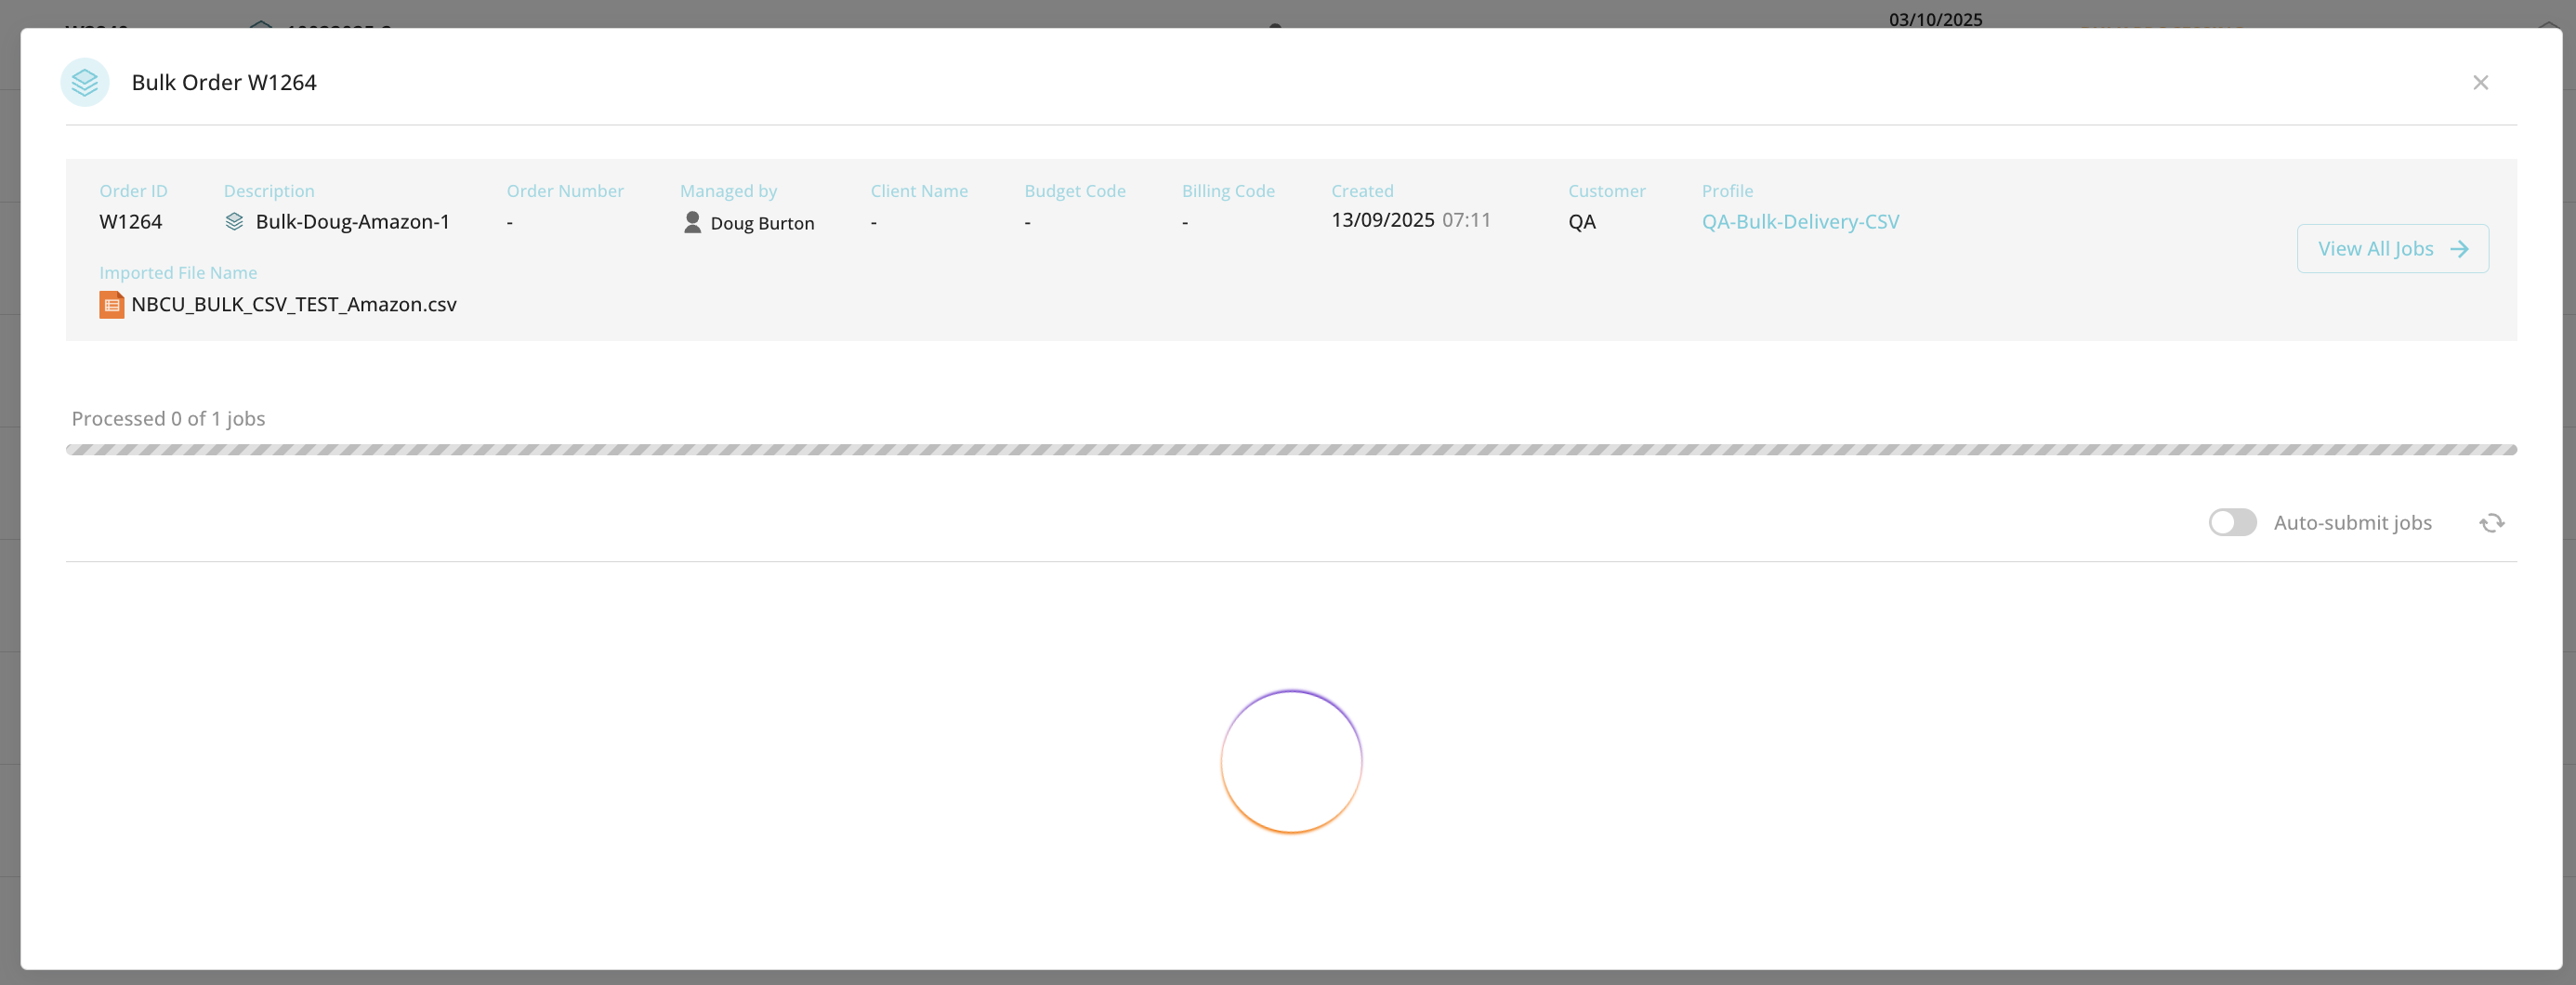 03/10/2025
Bulk Order W1264
Order ID Description Order Number Managed by Client Name Budget Code Billing Code Created Customer Profile
W1264 Bulk-Doug-Amazon-1 - Doug Burton - - - 13/09/2025 07:11 QA QA-Bulk-Delivery-CSV
View All Jobs
Imported File Name
NBCU_BULK_CSV_TEST_Amazon.csv
Processed 0 of 1 jobs
Auto-submit jobs